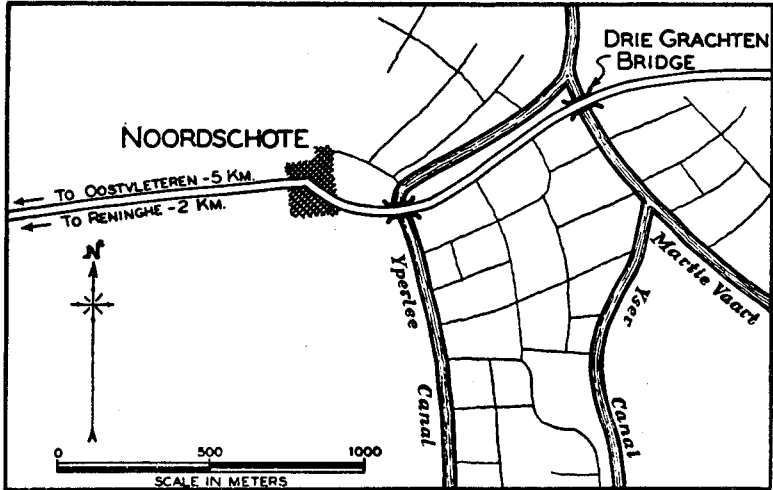 DRIE GRACHTEN
BRIDGE
NOORDSCHOTE
TO OOSTVLETEREN -5 KM.
TO RENINGHE -2 KM.
N
Yperlee
Canal
Yser
Canal
Martie Vaart
0 500 1000
SCALE IN METERS